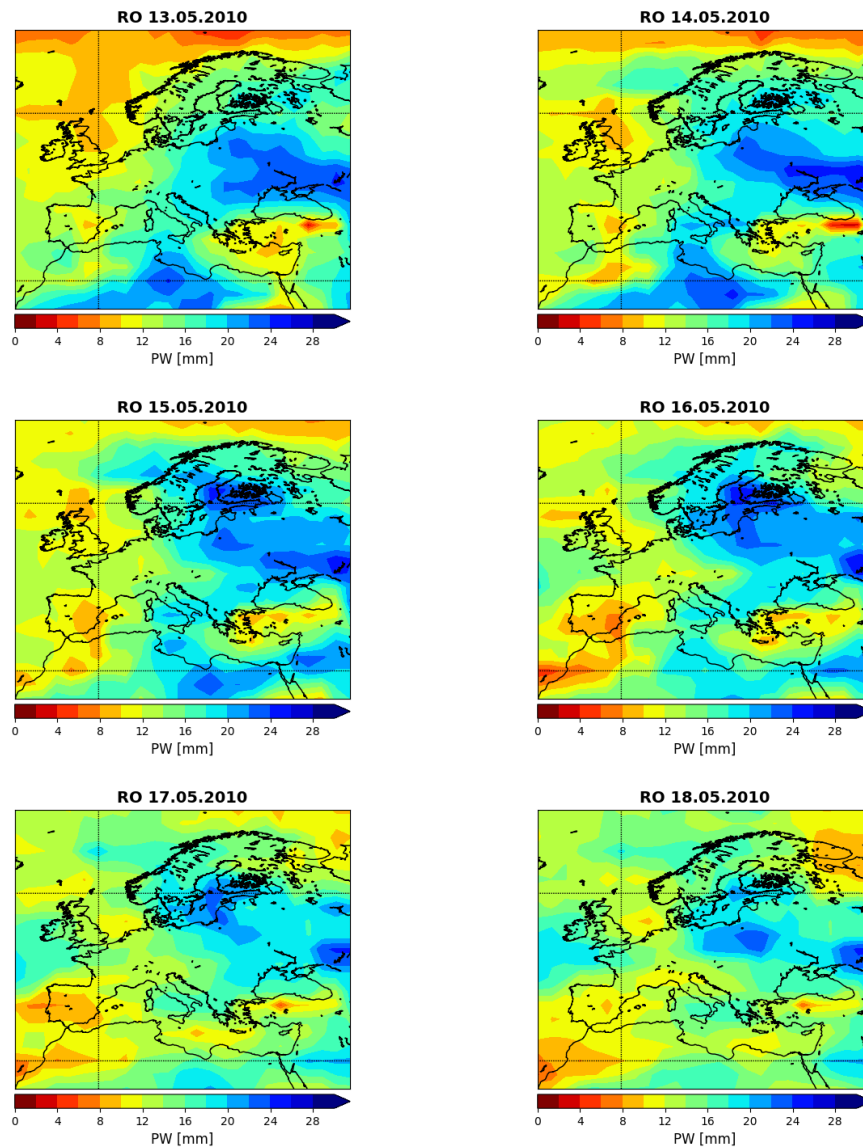 RO 13.05.2010
RO 14.05.2010
0 4 8 12 16 20 24 28
PW [mm]
0 4 8 12 16 20 24 28
PW [mm]
RO 15.05.2010
RO 16.05.2010
0 4 8 12 16 20 24 28
PW [mm]
0 4 8 12 16 20 24 28
PW [mm]
RO 17.05.2010
RO 18.05.2010
0 4 8 12 16 20 24 28
PW [mm]
0 4 8 12 16 20 24 28
PW [mm]